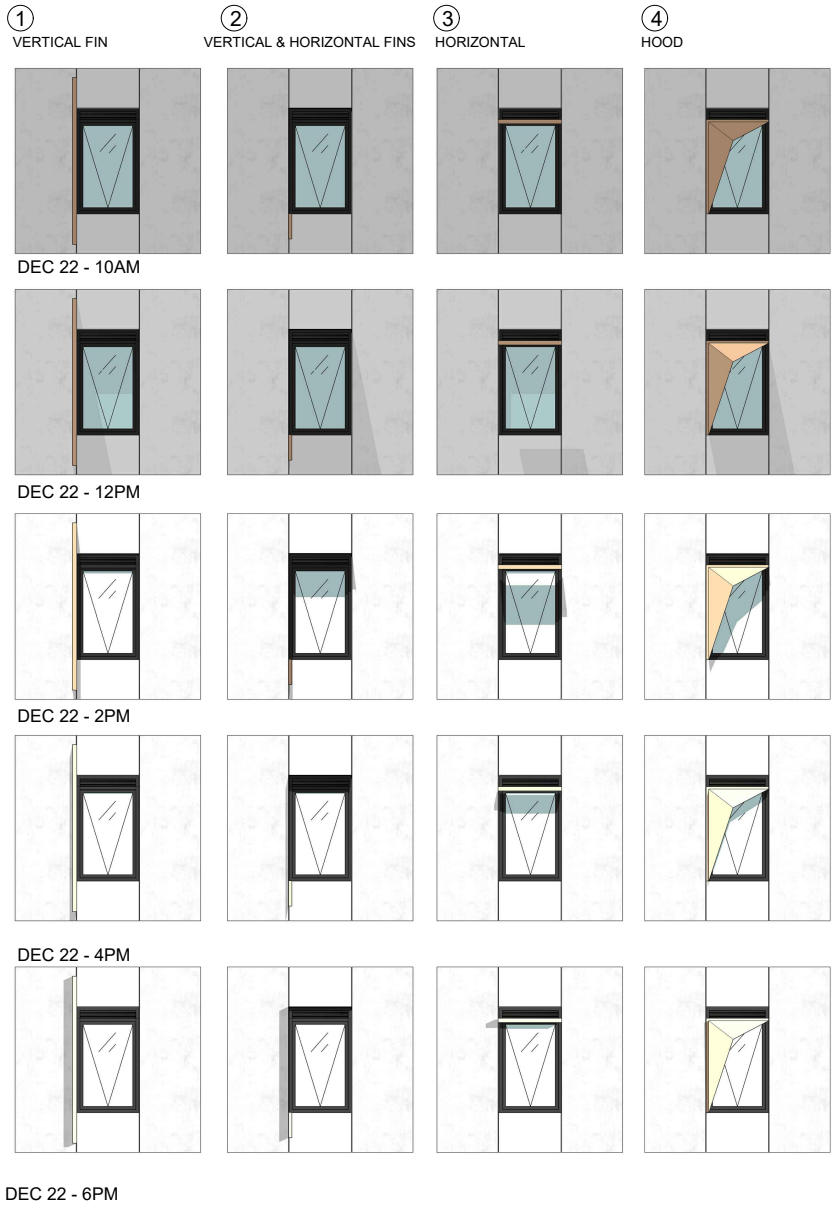 1
VERTICAL FIN
2
VERTICAL & HORIZONTAL FINS
3
HORIZONTAL
4
HOOD
DEC 22 - 10AM
DEC 22 - 12PM
DEC 22 - 2PM
DEC 22 - 4PM
DEC 22 - 6PM